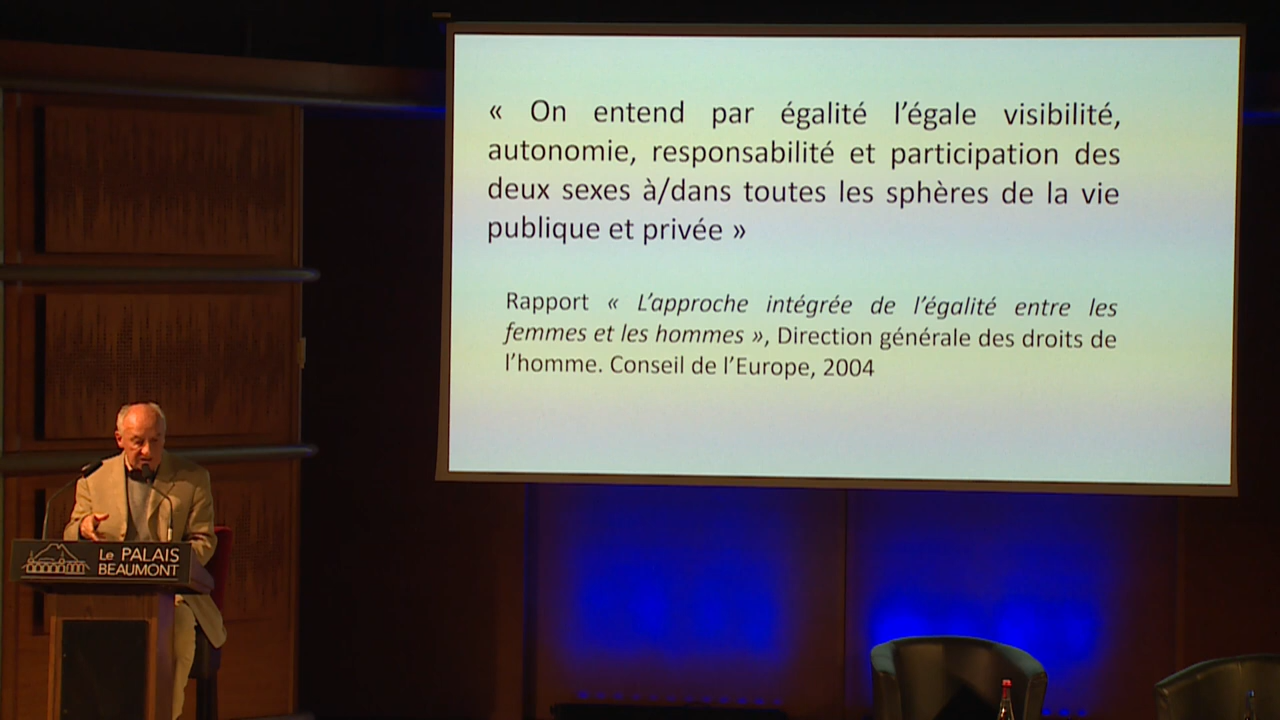 « On entend par égalité l'égale visibilité,
autonomie, responsabilité et participation des
deux sexes à/dans toutes les sphères de la vie
publique et privée »
Rapport « L'approche intégrée de l'égalité entre les
femmes et les hommes », Direction générale des droits de
l'homme. Conseil de l'Europe, 2004
Le PALAIS
BEAUMONT